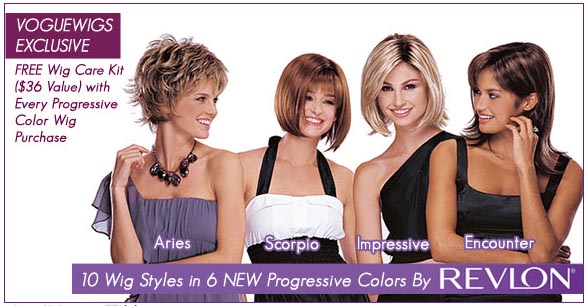 VOGUEWIGS
EXCLUSIVE
FREE Wig Care Kit
($36 Value) with
Every Progressive
Color Wig
Purchase
Aries
Scorpio
Impressive
Encounter
10 Wig Styles in 6 NEW Progressive Colors By REVLON®